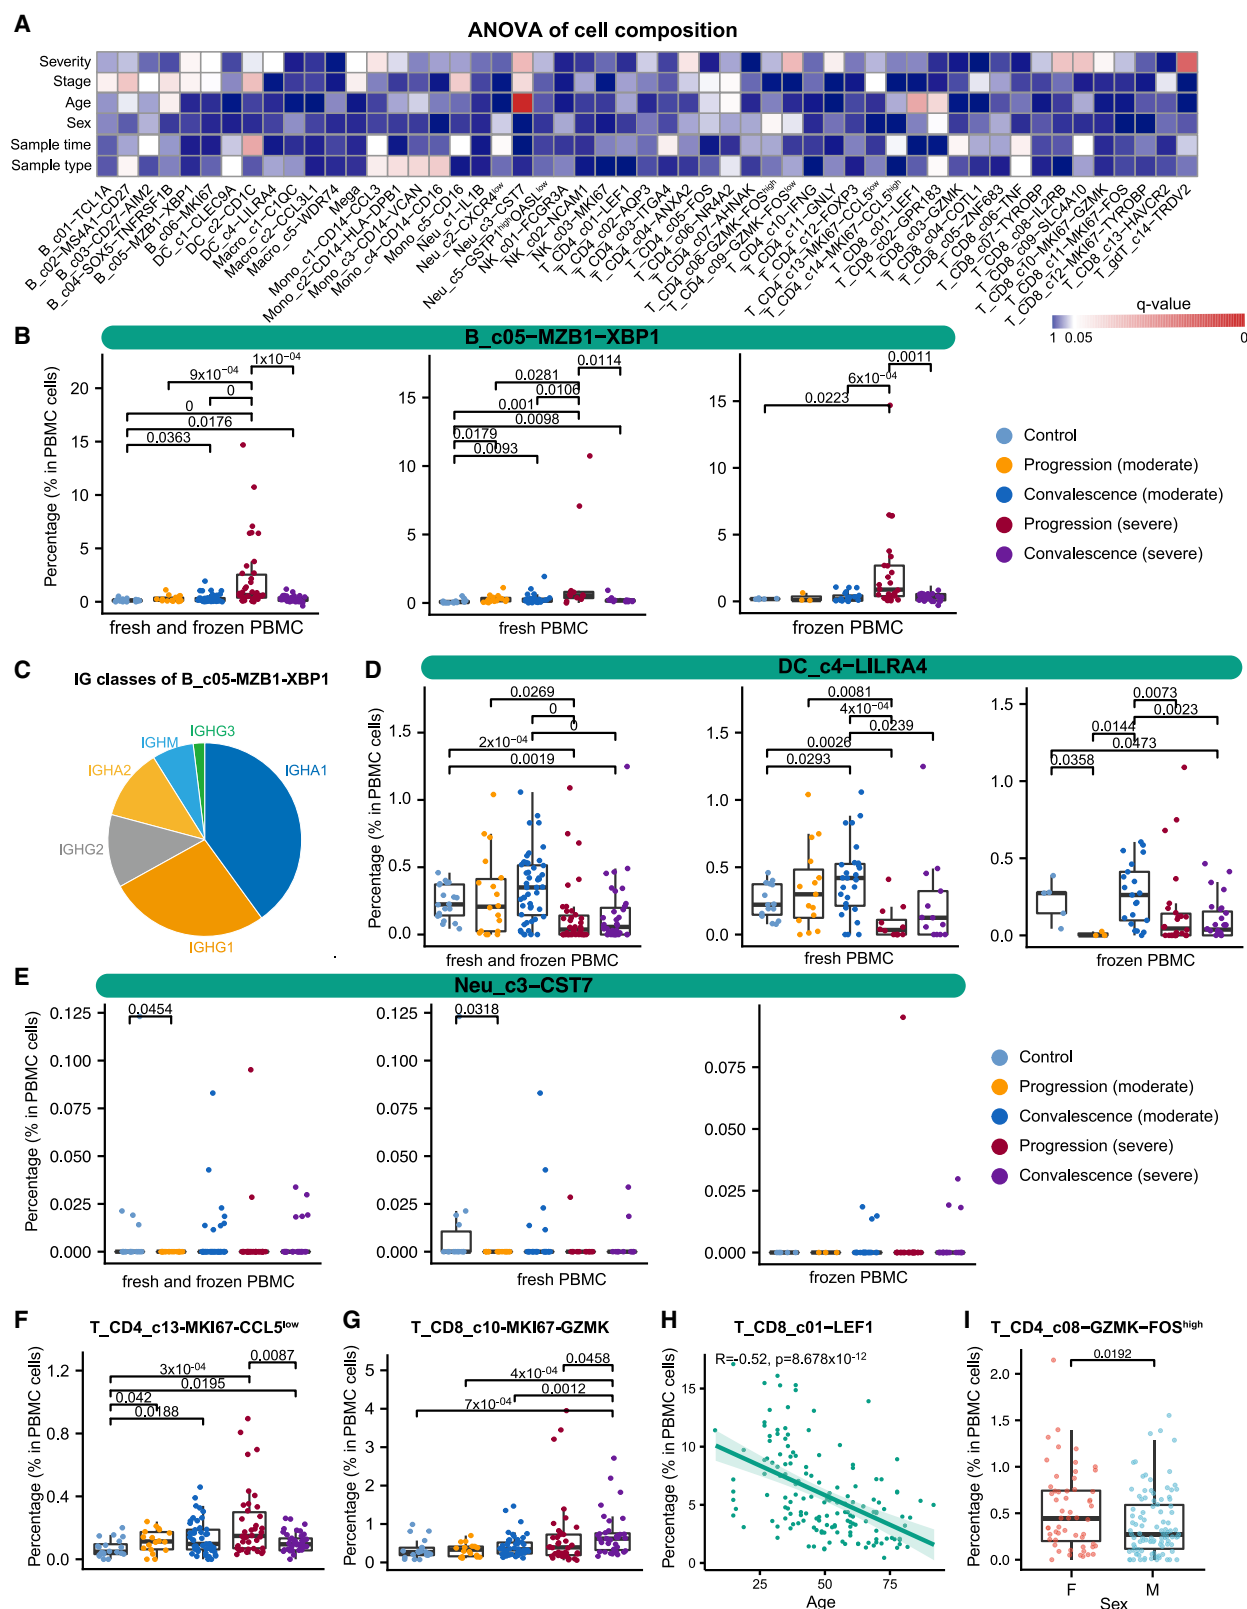 A
ANOVA of cell composition
Severity
Stage
Age
Sex
Sample time
Sample type
B_c01−TCL1A
B_c02−MS4A1−CD27
B_c03−CD27−AIM2
B_c04−SOX5−TNFRSF1B
B_c05−MZB1−XBP1
B_c06−MKI67
DC_c1−CLEC9A
DC_c2−CD1C
DC_c4−LILRA4
Macro_c1−C1QC
Macro_c2−CCL3L1
Macro_c5−WDR74
Mega
Mono_c1−CD14−CCL3
Mono_c2−CD14−HLA−DPB1
Mono_c3−CD14−VCAN
Mono_c4−CD14−CD16
Mono_c5−CD16
Neu_c1−IL1B
Neu_c2−CXCR4low
Neu_c3−CST7
Neu_c5−GSTP1highOASLlow
NK_c01−FCGR3A
NK_c02−NCAM1
NK_c03−MKI67
T_CD4_c01−LEF1
T_CD4_c02−AQP3
T_CD4_c03−ITGA4
T_CD4_c04−ANXA2
T_CD4_c05−FOS
T_CD4_c06−NR4A2
T_CD4_c07−AHNAK
T_CD4_c08−GZMK−FOShigh
T_CD4_c09−GZMK−FOSlow
T_CD4_c10−IFNG
T_CD4_c11−GNLY
T_CD4_c12−FOXP3
T_CD4_c13−MKI67−CCL5low
T_CD4_c14−MKI67−CCL5high
T_CD8_c01−LEF1
T_CD8_c02−GPR183
T_CD8_c03−GZMK
T_CD8_c04−COTL1
T_CD8_c05−ZNF683
T_CD8_c06−TNF
T_CD8_c07−TYROBP
T_CD8_c08−IL2RB
T_CD8_c09−SLC4A10
T_CD8_c10−MKI67−GZMK
T_CD8_c11−MKI67−FOS
T_CD8_c12−MKI67−TYROBP
T_CD8_c13−HAVCR2
T_gdT_c14−TRDV2
q-value
1 0.05 0
B
B_c05−MZB1−XBP1
Percentage (% in PBMC cells)
20
15
10
5
0
1x10−04
9x10−04
0
0
0.0176
0.0363
fresh and frozen PBMC
15
10
5
0
0.0114
0.0281
0.0106
0.001
0.0098
0.0179
0.0093
fresh PBMC
15
10
5
0
0.0011
6x10−04
0.0223
frozen PBMC
Control
Progression (moderate)
Convalescence (moderate)
Progression (severe)
Convalescence (severe)
C
IG classes of B_c05-MZB1-XBP1
IGHG3
IGHM
IGHA2
IGHA1
IGHG2
IGHG1
D
DC_c4−LILRA4
Percentage (% in PBMC cells)
1.5
1.0
0.5
0.0
0.0269
0
0
2x10−04
0.0019
fresh and frozen PBMC
1.5
1.0
0.5
0.0
0.0081
4x10−04
0.0239
0.0026
0.0293
fresh PBMC
1.5
1.0
0.5
0.0
0.0073
0.0023
0.0144
0.0473
0.0358
frozen PBMC
E
Neu_c3−CST7
Percentage (% in PBMC cells)
0.125
0.100
0.075
0.050
0.025
0.000
0.0454
fresh and frozen PBMC
0.125
0.100
0.075
0.050
0.025
0.000
0.0318
fresh PBMC
0.075
0.050
0.025
0.000
frozen PBMC
Control
Progression (moderate)
Convalescence (moderate)
Progression (severe)
Convalescence (severe)
F
T_CD4_c13-MKI67-CCL5low
Percentage (% in PBMC cells)
1.2
0.8
0.4
0.0
0.0087
3x10−04
0.0195
0.042
0.0188
G
T_CD8_c10-MKI67-GZMK
Percentage (% in PBMC cells)
5
4
3
2
1
0
0.0458
4x10−04
0.0012
7x10−04
H
T_CD8_c01−LEF1
R=-0.52, p=8.678x10−12
Percentage (% in PBMC cells)
15
10
5
0
25 50 75
Age
I
T_CD4_c08−GZMK−FOShigh
Percentage (% in PBMC cells)
2.0
1.5
1.0
0.5
0.0
0.0192
F M
Sex